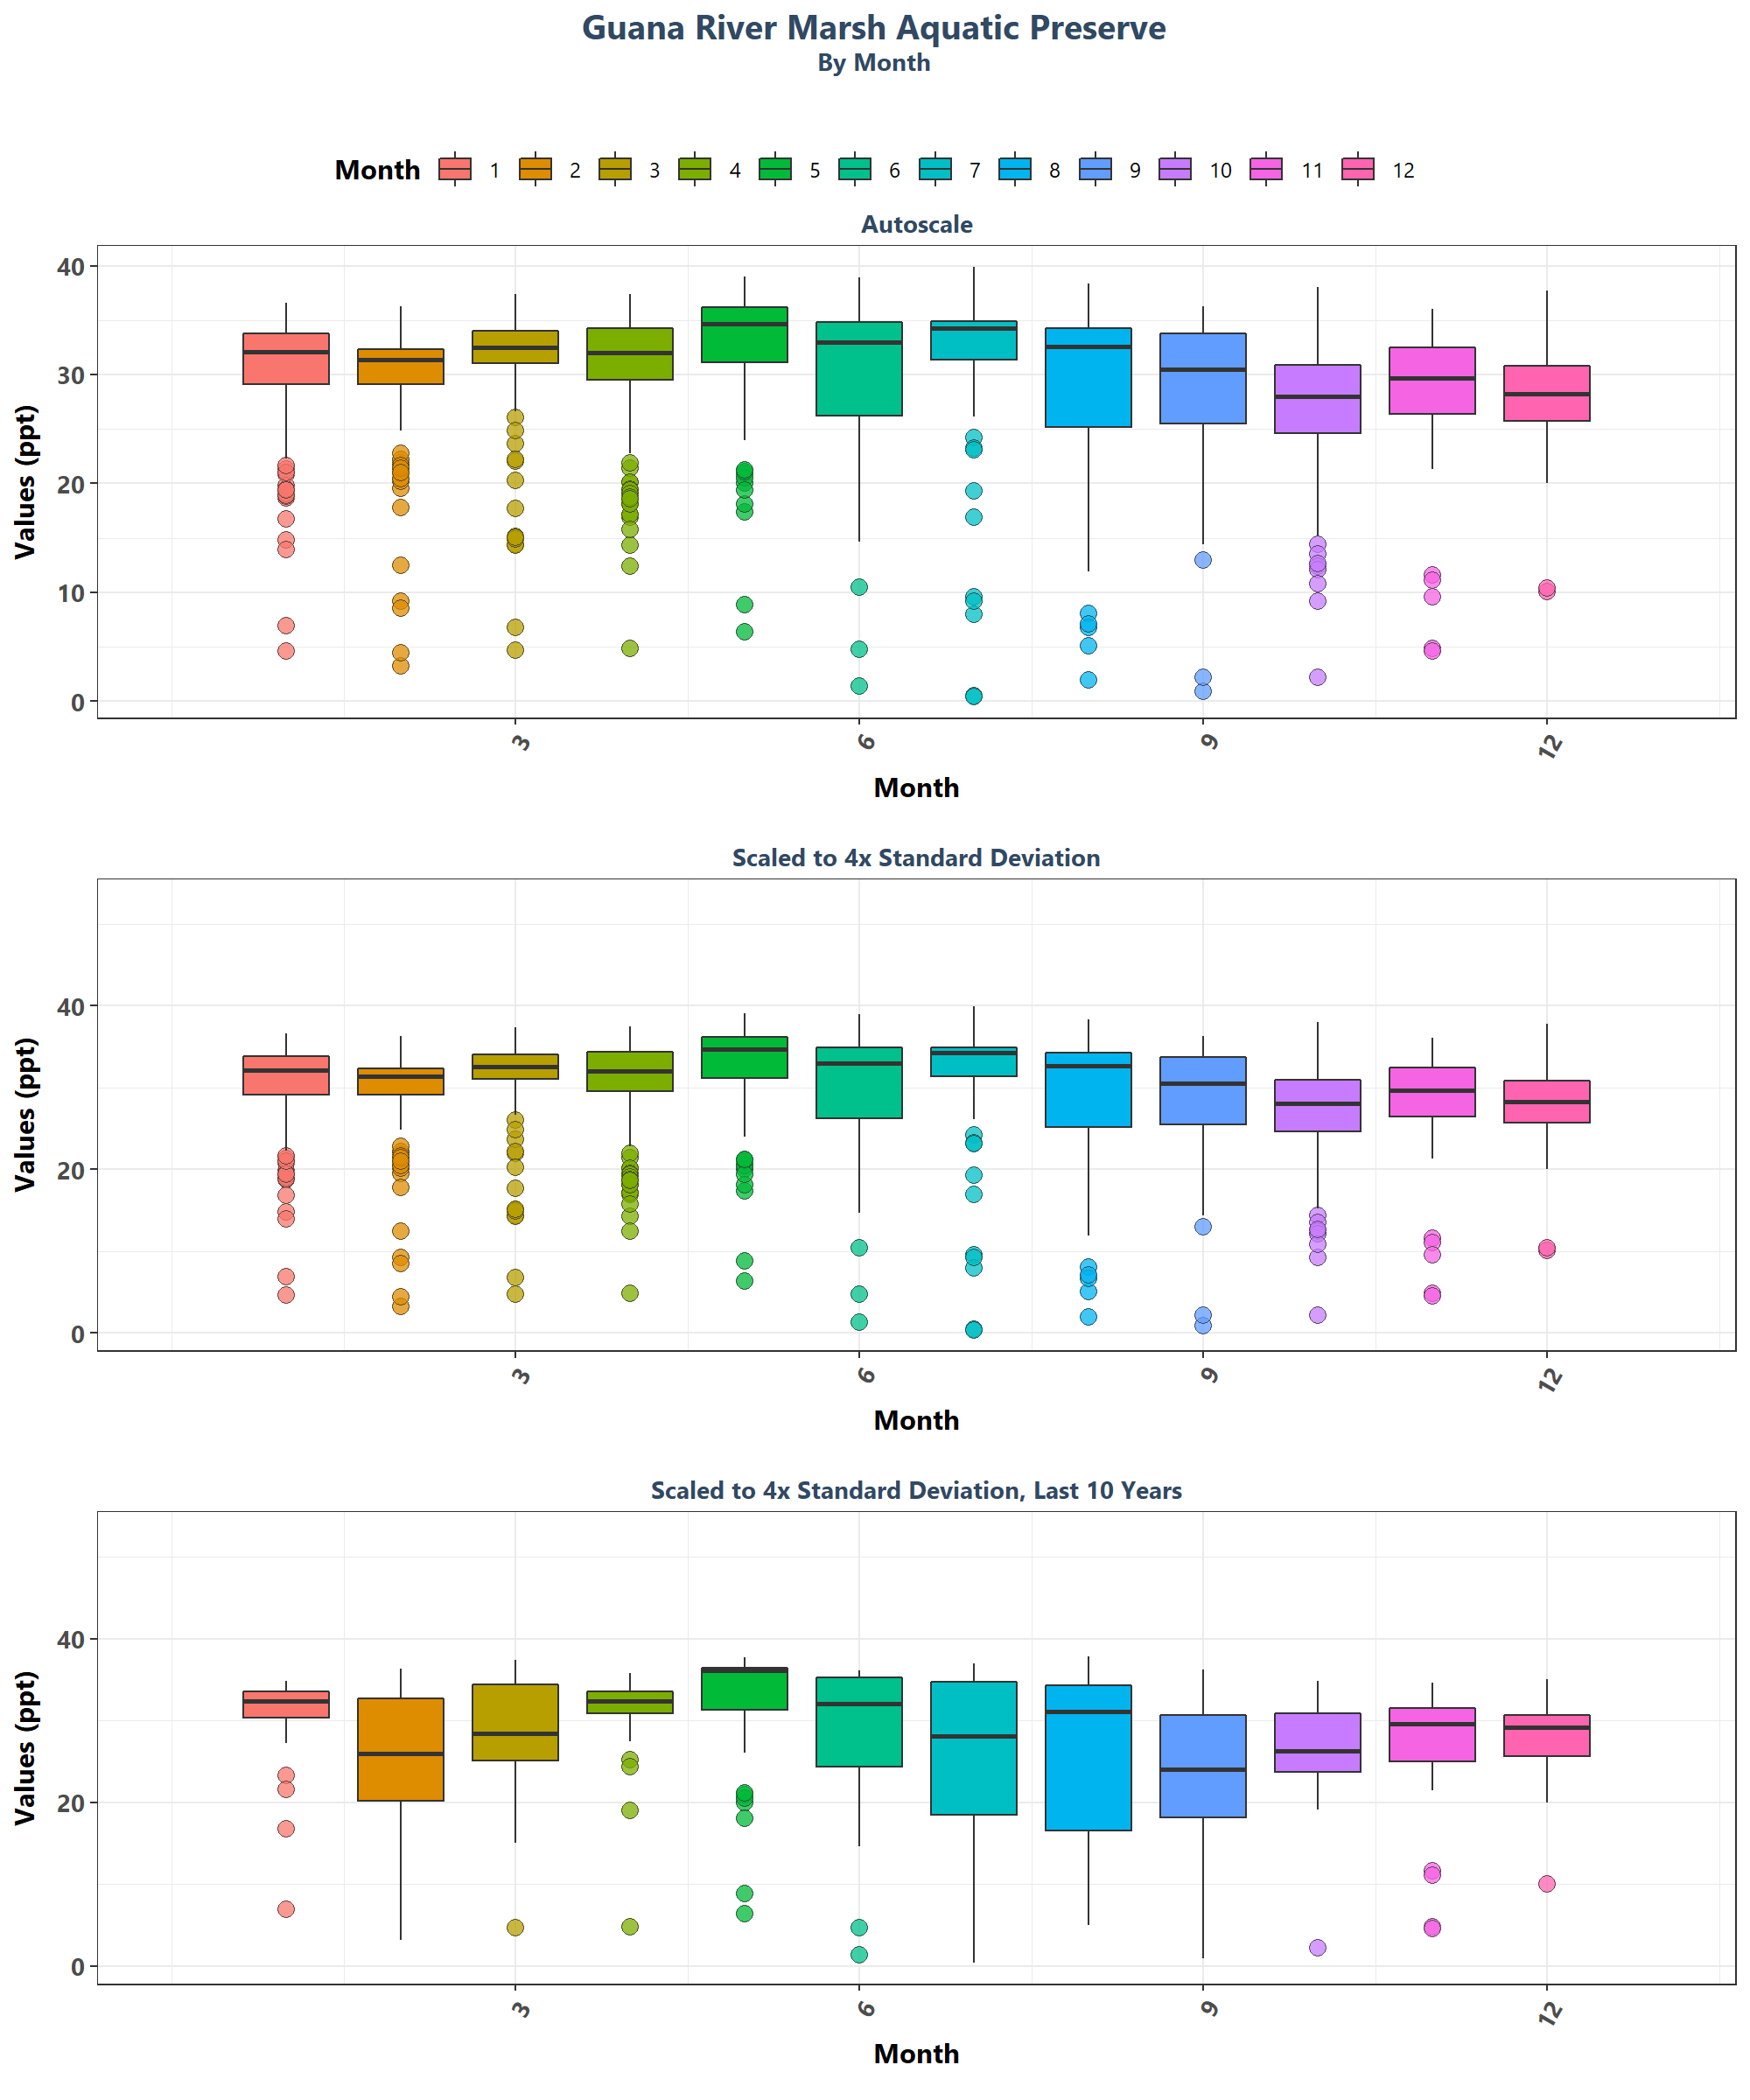 Guana River Marsh Aquatic Preserve
By Month
Month 1 2 3 4 5 6 7 8 9 10 11 12
Autoscale
Values (ppt)
40
30
20
10
0
3 6 9 12
Month
Scaled to 4x Standard Deviation
Values (ppt)
40
20
0
3 6 9 12
Month
Scaled to 4x Standard Deviation, Last 10 Years
Values (ppt)
40
20
0
3 6 9 12
Month